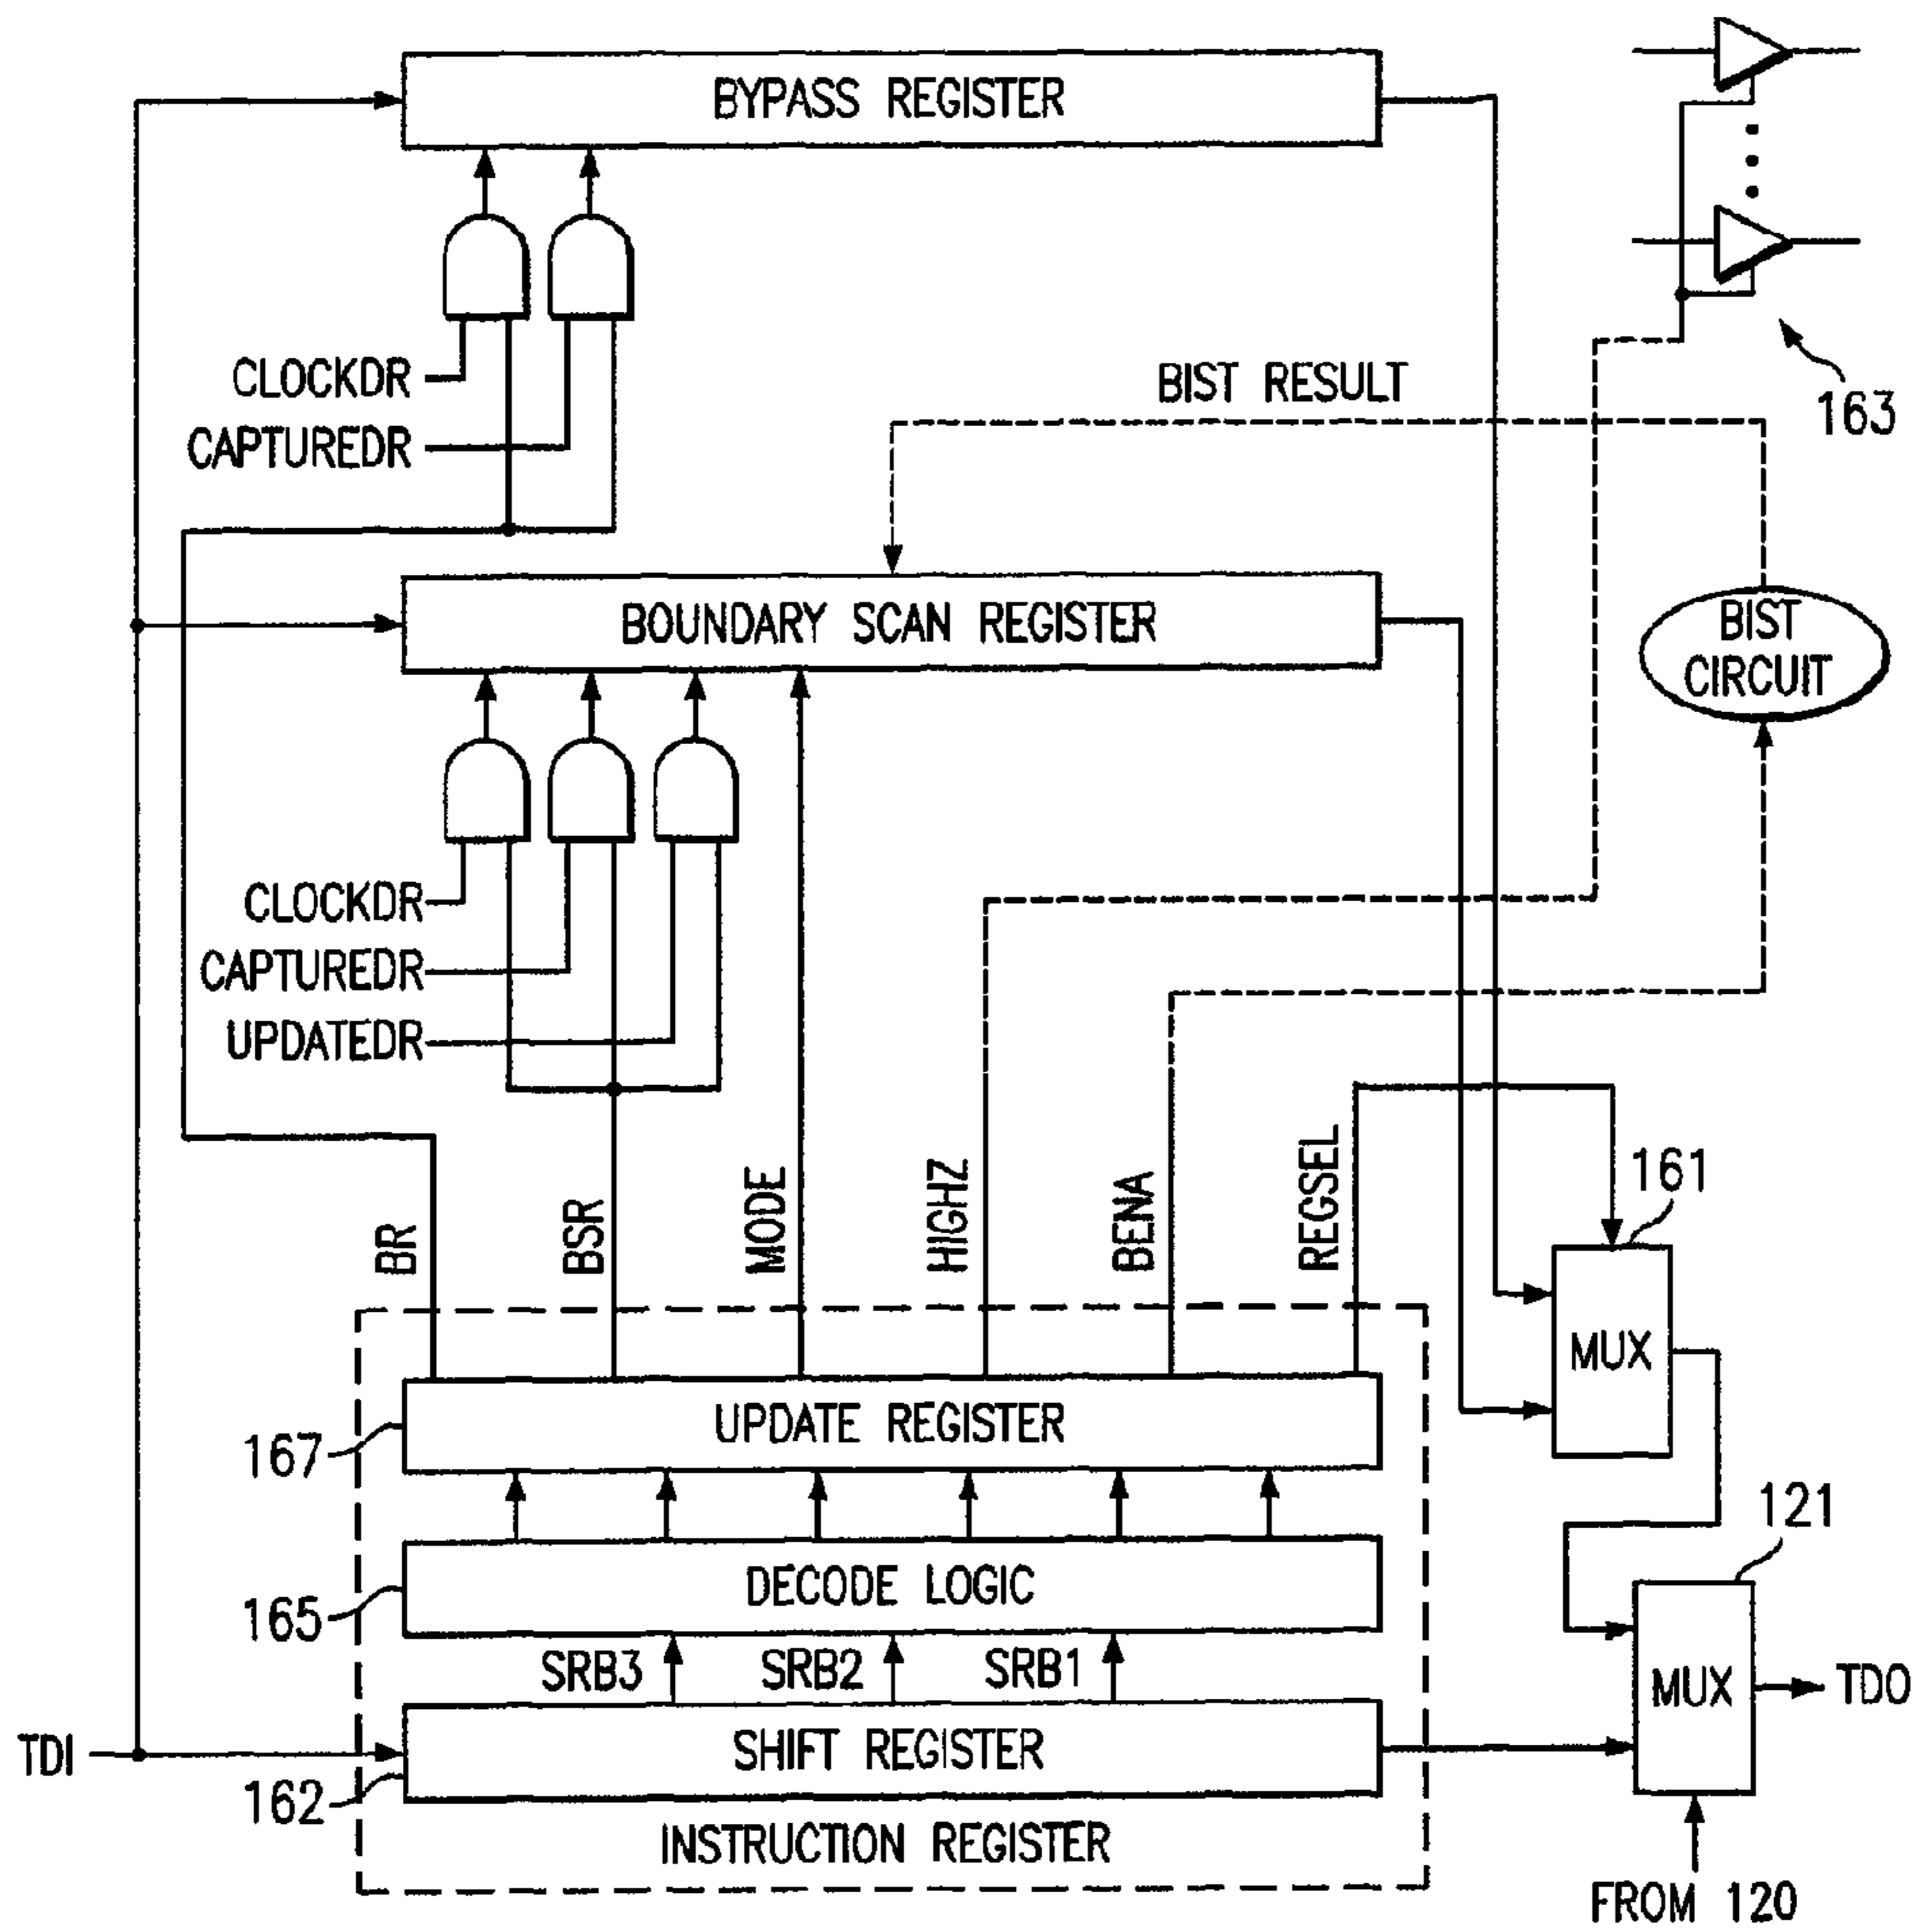 BYPASS REGISTER
CLOCKDR
CAPTUREDR
BIST RESULT
163
BOUNDARY SCAN REGISTER
BIST
CIRCUIT
CLOCKDR
CAPTUREDR
UPDATEDR
BR
BSR
MODE
HIGHZ
BENA
REGSEL
161
MUX
UPDATE REGISTER
167
121
DECODE LOGIC
165
SRB3
SRB2
SRB1
MUX
TDO
TDI
SHIFT REGISTER
162
INSTRUCTION REGISTER
FROM 120